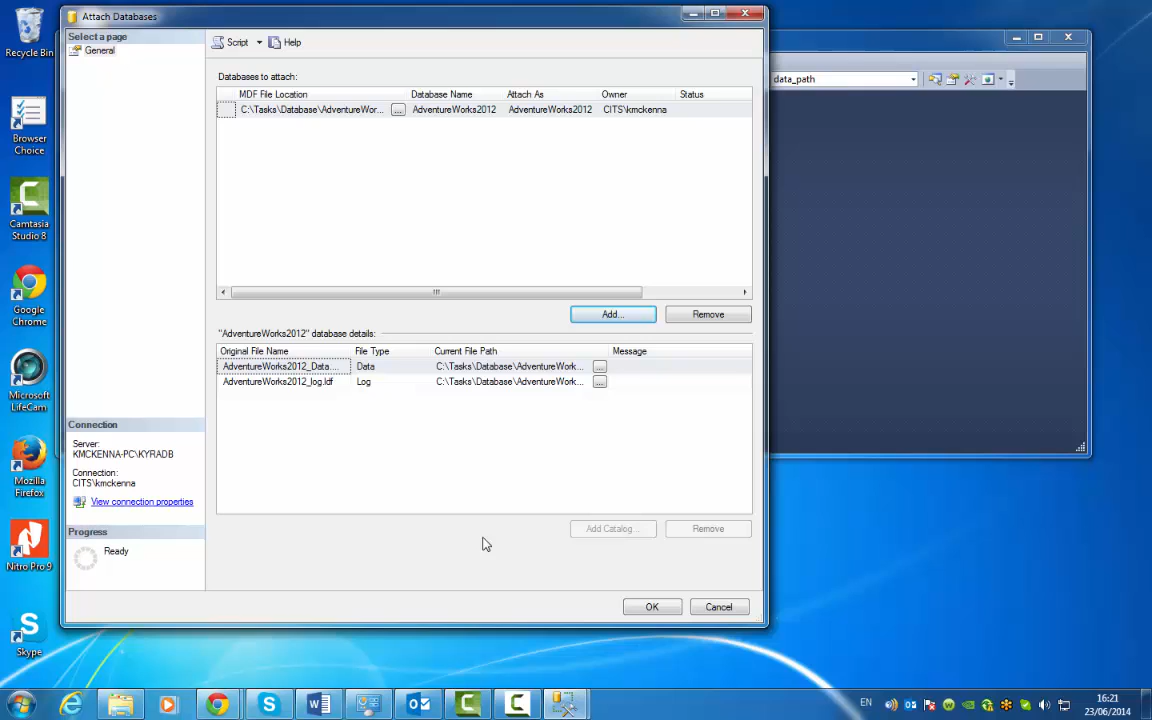 Attach Databases
Select a page
General
Script
Help
Databases to attach:
MDF File Location
Database Name
Attach As
Owner
Status
C:\Tasks\Database\AdventureWor...
...
AdventureWorks2012
AdventureWorks2012
CITS\kmckenna
Add...
Remove
"AdventureWorks2012" database details:
Original File Name
File Type
Current File Path
Message
AdventureWorks2012_Data....
Data
C:\Tasks\Database\AdventureWork...
...
AdventureWorks2012_log.ldf
Log
C:\Tasks\Database\AdventureWork...
...
Add Catalog...
Remove
Connection
Server:
KMCKENNA-PC\KYRADB
Connection:
CITS\kmckenna
View connection properties
Progress
Ready
OK
Cancel
data_path
Recycle Bin
Browser
Choice
Camtasia
Studio 8
Google
Chrome
Microsoft
LifeCam
Mozilla
Firefox
Nitro Pro 9
Skype
EN
16:21
23/06/2014